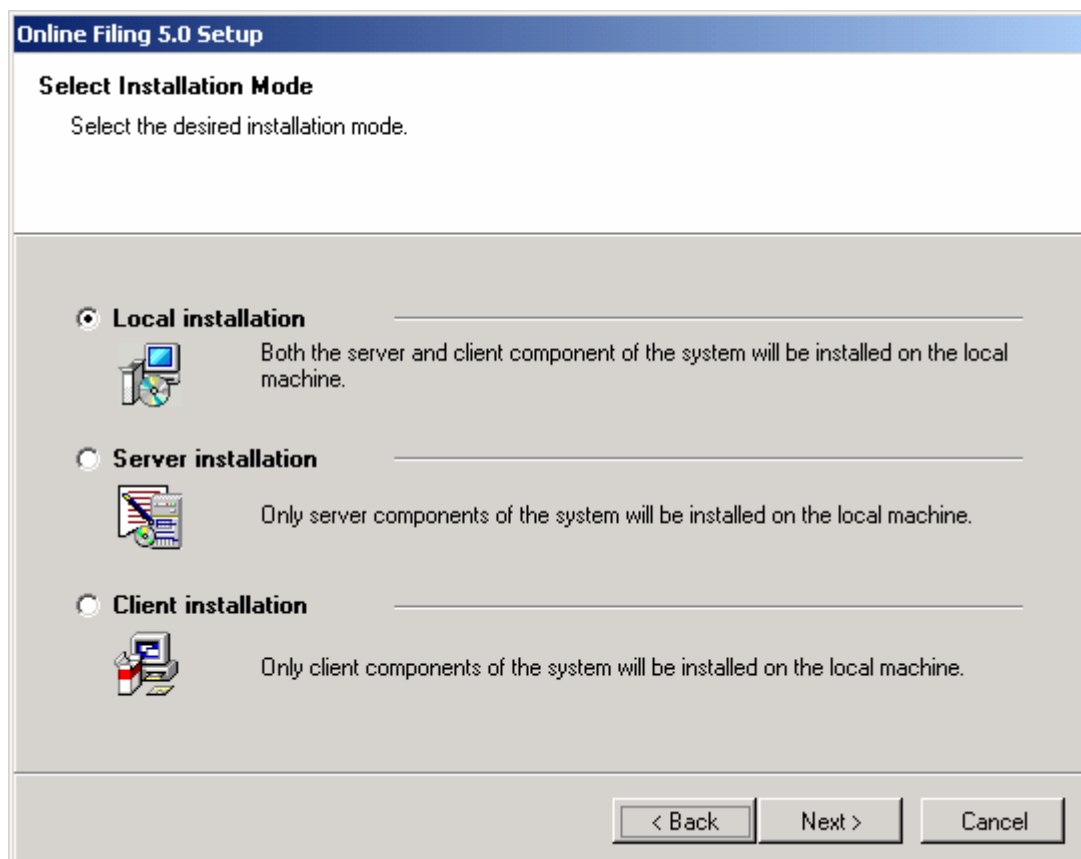 Online Filing 5.0 Setup
Select Installation Mode
Select the desired installation mode.
Local installation
Both the server and client component of the system will be installed on the local
machine.
Server installation
Only server components of the system will be installed on the local machine.
Client installation
Only client components of the system will be installed on the local machine.
< Back
Next >
Cancel